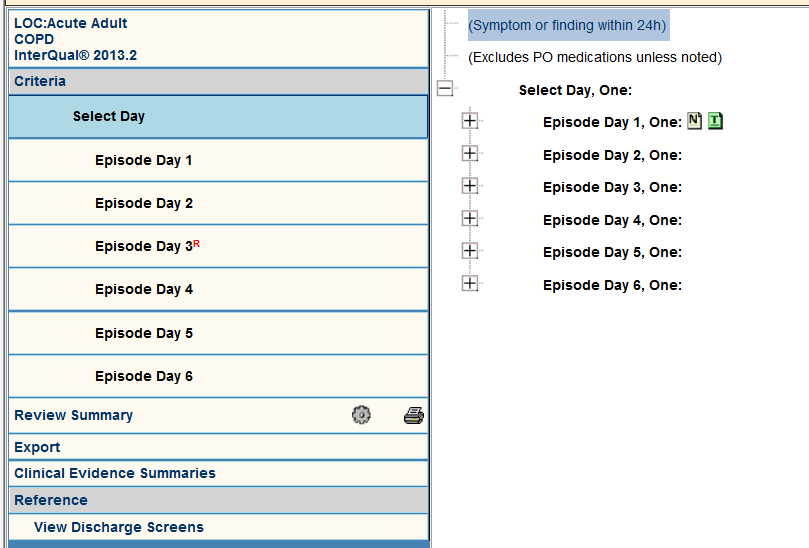 LOC:Acute Adult
COPD
InterQual® 2013.2
Criteria
Select Day
Episode Day 1
Episode Day 2
Episode Day 3R
Episode Day 4
Episode Day 5
Episode Day 6
Review Summary
Export
Clinical Evidence Summaries
Reference
View Discharge Screens
(Symptom or finding within 24h)
(Excludes PO medications unless noted)
Select Day, One:
Episode Day 1, One: N T
Episode Day 2, One:
Episode Day 3, One:
Episode Day 4, One:
Episode Day 5, One:
Episode Day 6, One: